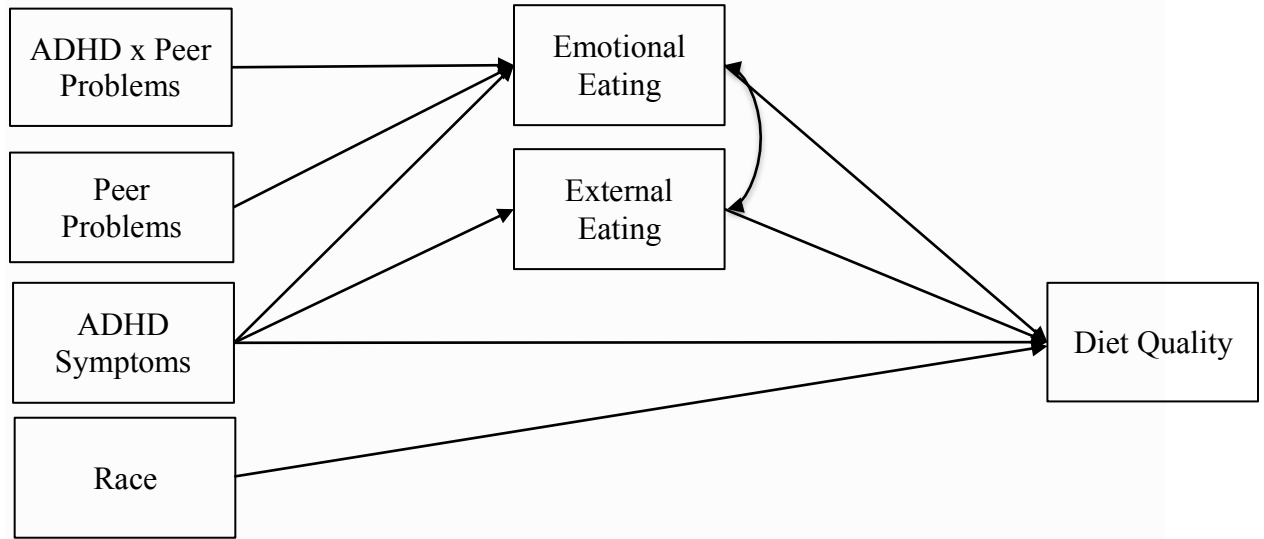 ADHD x Peer
Problems
Emotional
Eating
Peer
Problems
External
Eating
ADHD
Symptoms
Diet Quality
Race